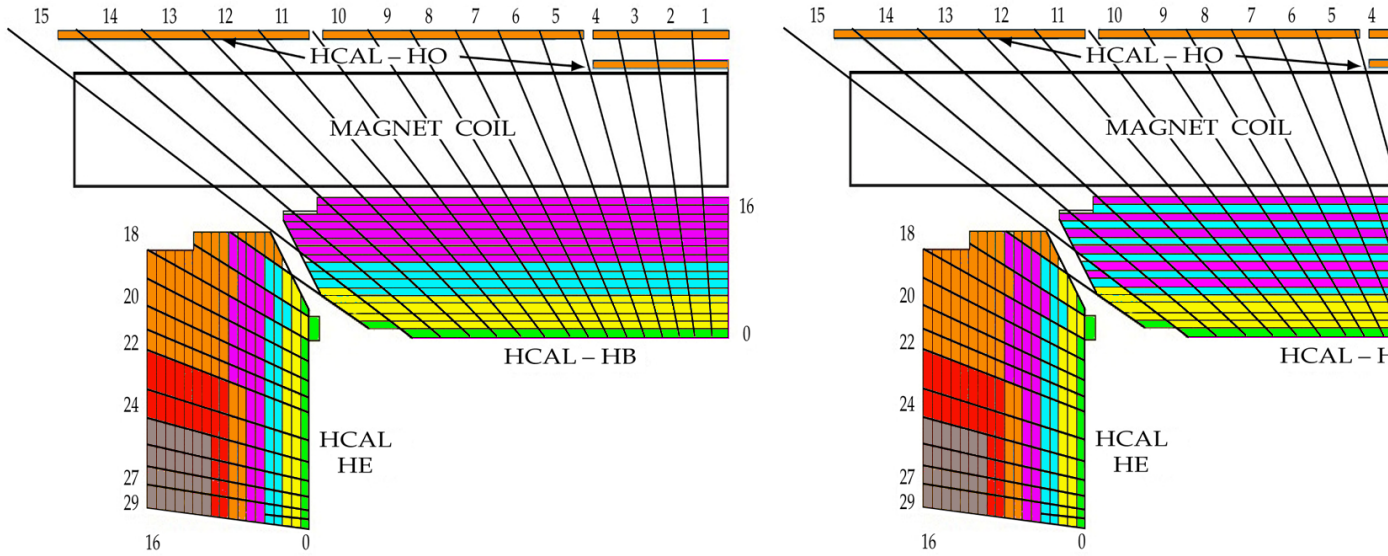 15 14 13 12 11 10 9 8 7 6 5 4 3 2 1
HCAL – HO
MAGNET COIL
16
18
20
0
22
HCAL – HB
24
HCAL
HE
27
29
16 0
15 14 13 12 11 10 9 8 7 6 5 4
HCAL – HO
MAGNET COIL
18
20
22
HCAL – H
24
HCAL
HE
27
29
16 0